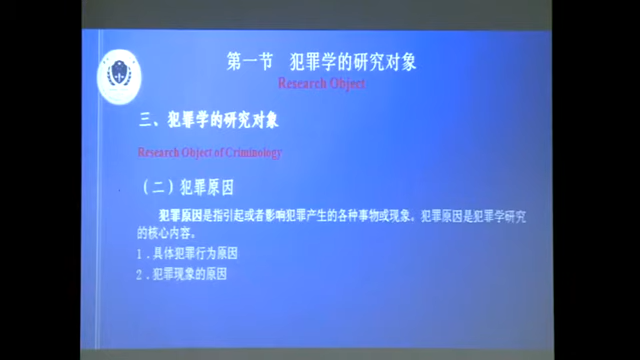 第一节 犯罪学的研究对象
Research Object
三、犯罪学的研究对象
Research Object of Criminology
（二）犯罪原因
犯罪原因是指引起或者影响犯罪产生的各种事物或现象。犯罪原因是犯罪学研究
的核心内容。
1．具体犯罪行为原因
2．犯罪现象的原因